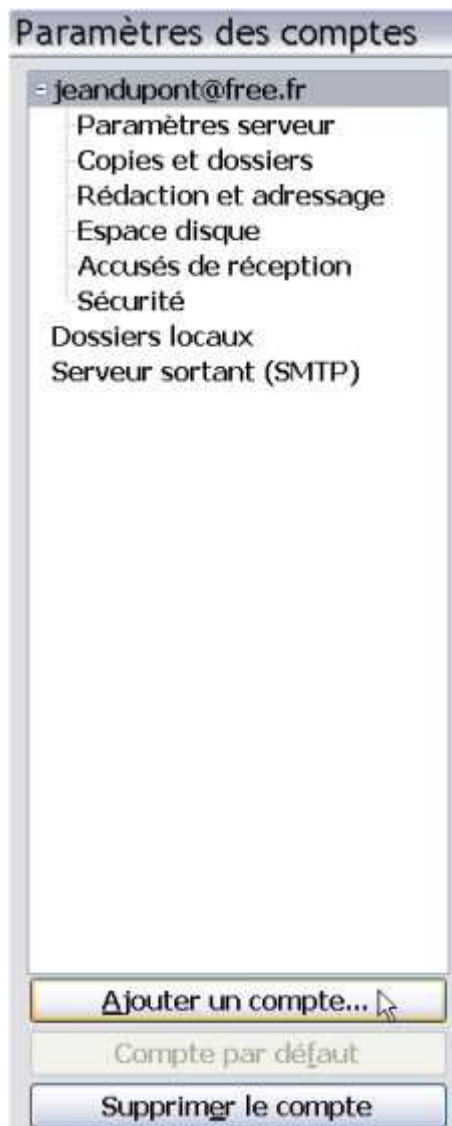 Paramètres des comptes
jeandupont@free.fr
Paramètres serveur
Copies et dossiers
Rédaction et adressage
Espace disque
Accusés de réception
Sécurité
Dossiers locaux
Serveur sortant (SMTP)
Ajouter un compte...
Compte par défaut
Supprimer le compte